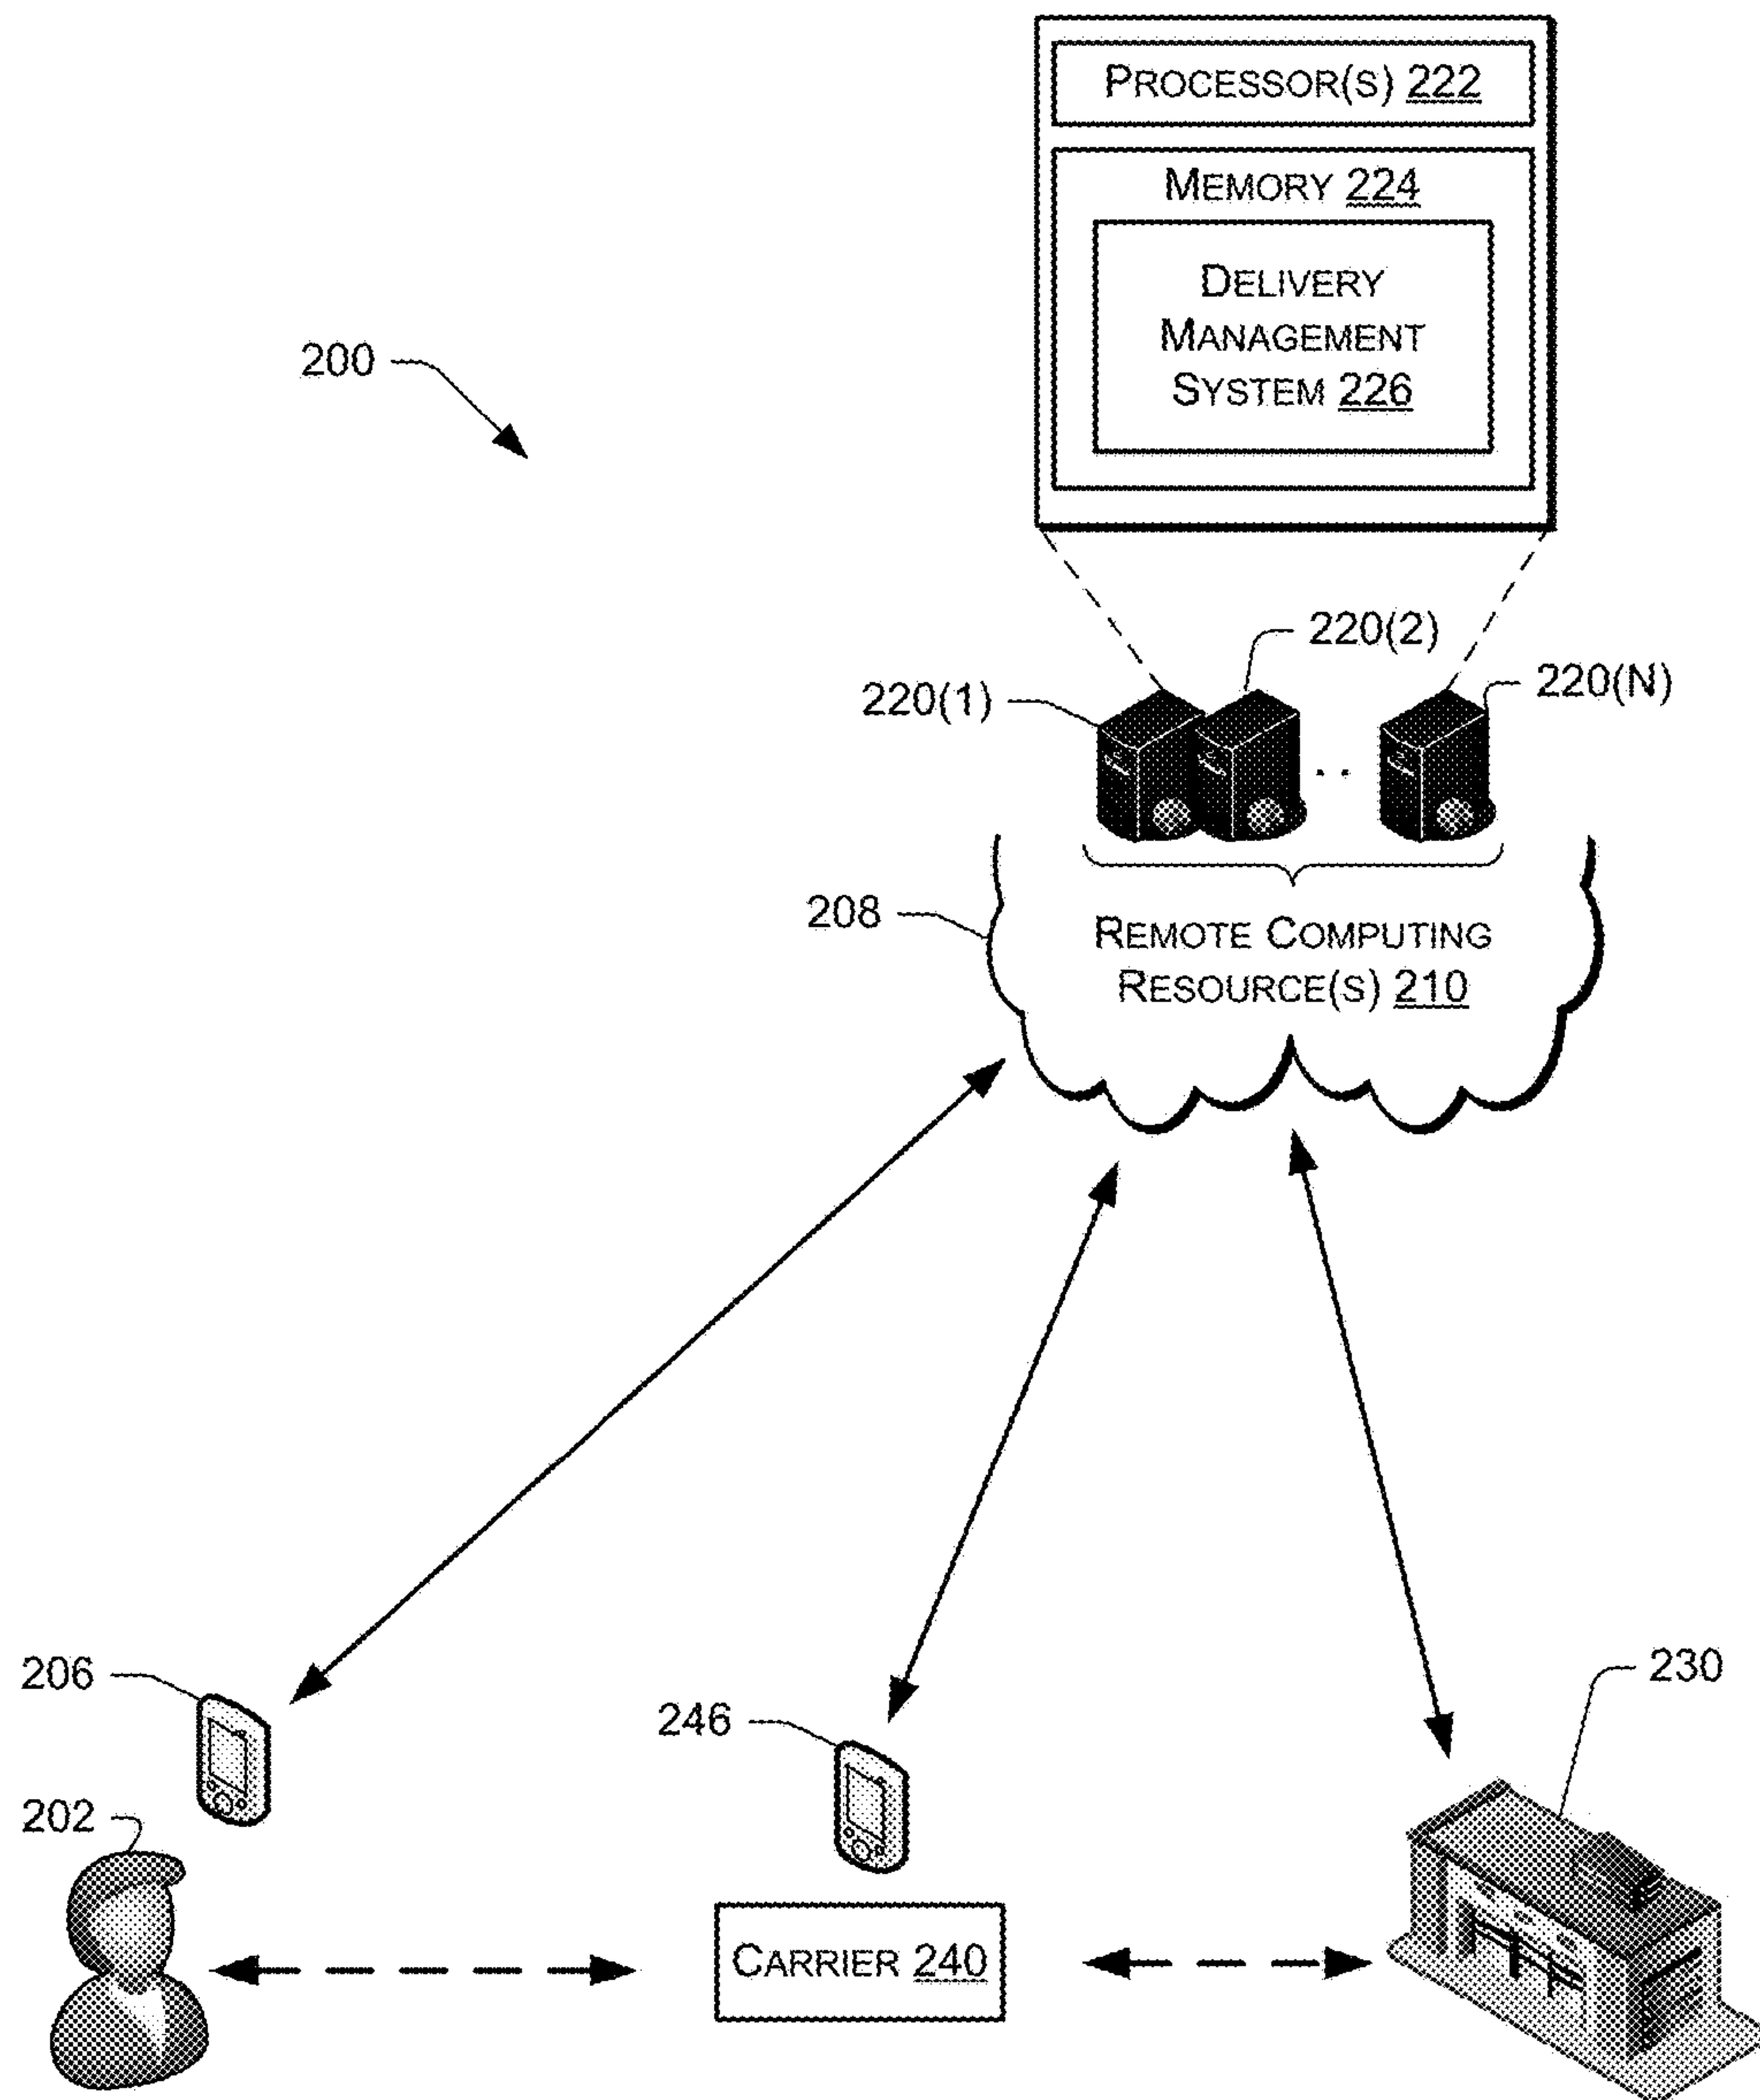 PROCESSOR(S) 222
MEMORY 224
DELIVERY
MANAGEMENT
SYSTEM 226
200
220(2)
220(1)
220(N)
208
REMOTE COMPUTING
RESOURCE(S) 210
206
246
230
202
CARRIER 240